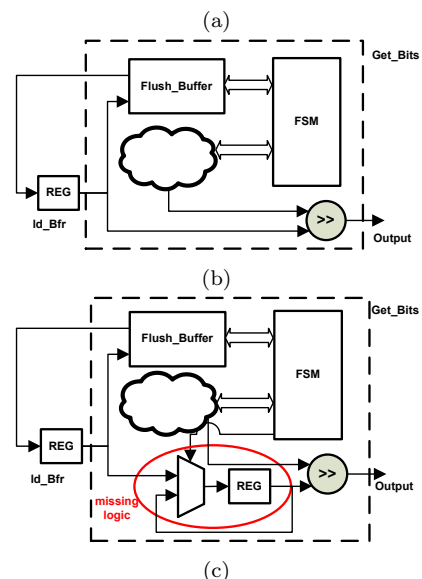 (a)
Get_Bits
Flush_Buffer
FSM
REG
ld_Bfr
>>
Output
(b)
Get_Bits
Flush_Buffer
FSM
REG
ld_Bfr
>>
Output
missing
logic
REG
(c)